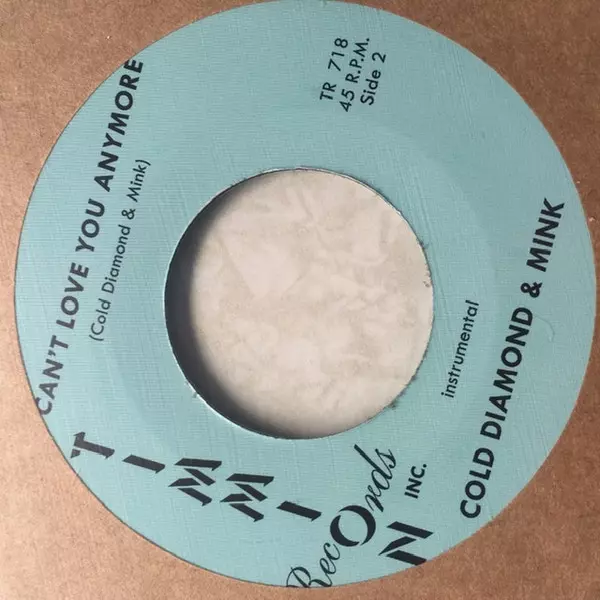 CAN'T LOVE YOU ANYMORE
(Cold Diamond & Mink)
TIMMION
Records
INC.
TR 718
45 R.P.M.
Side 2
instrumental
COLD DIAMOND & MINK